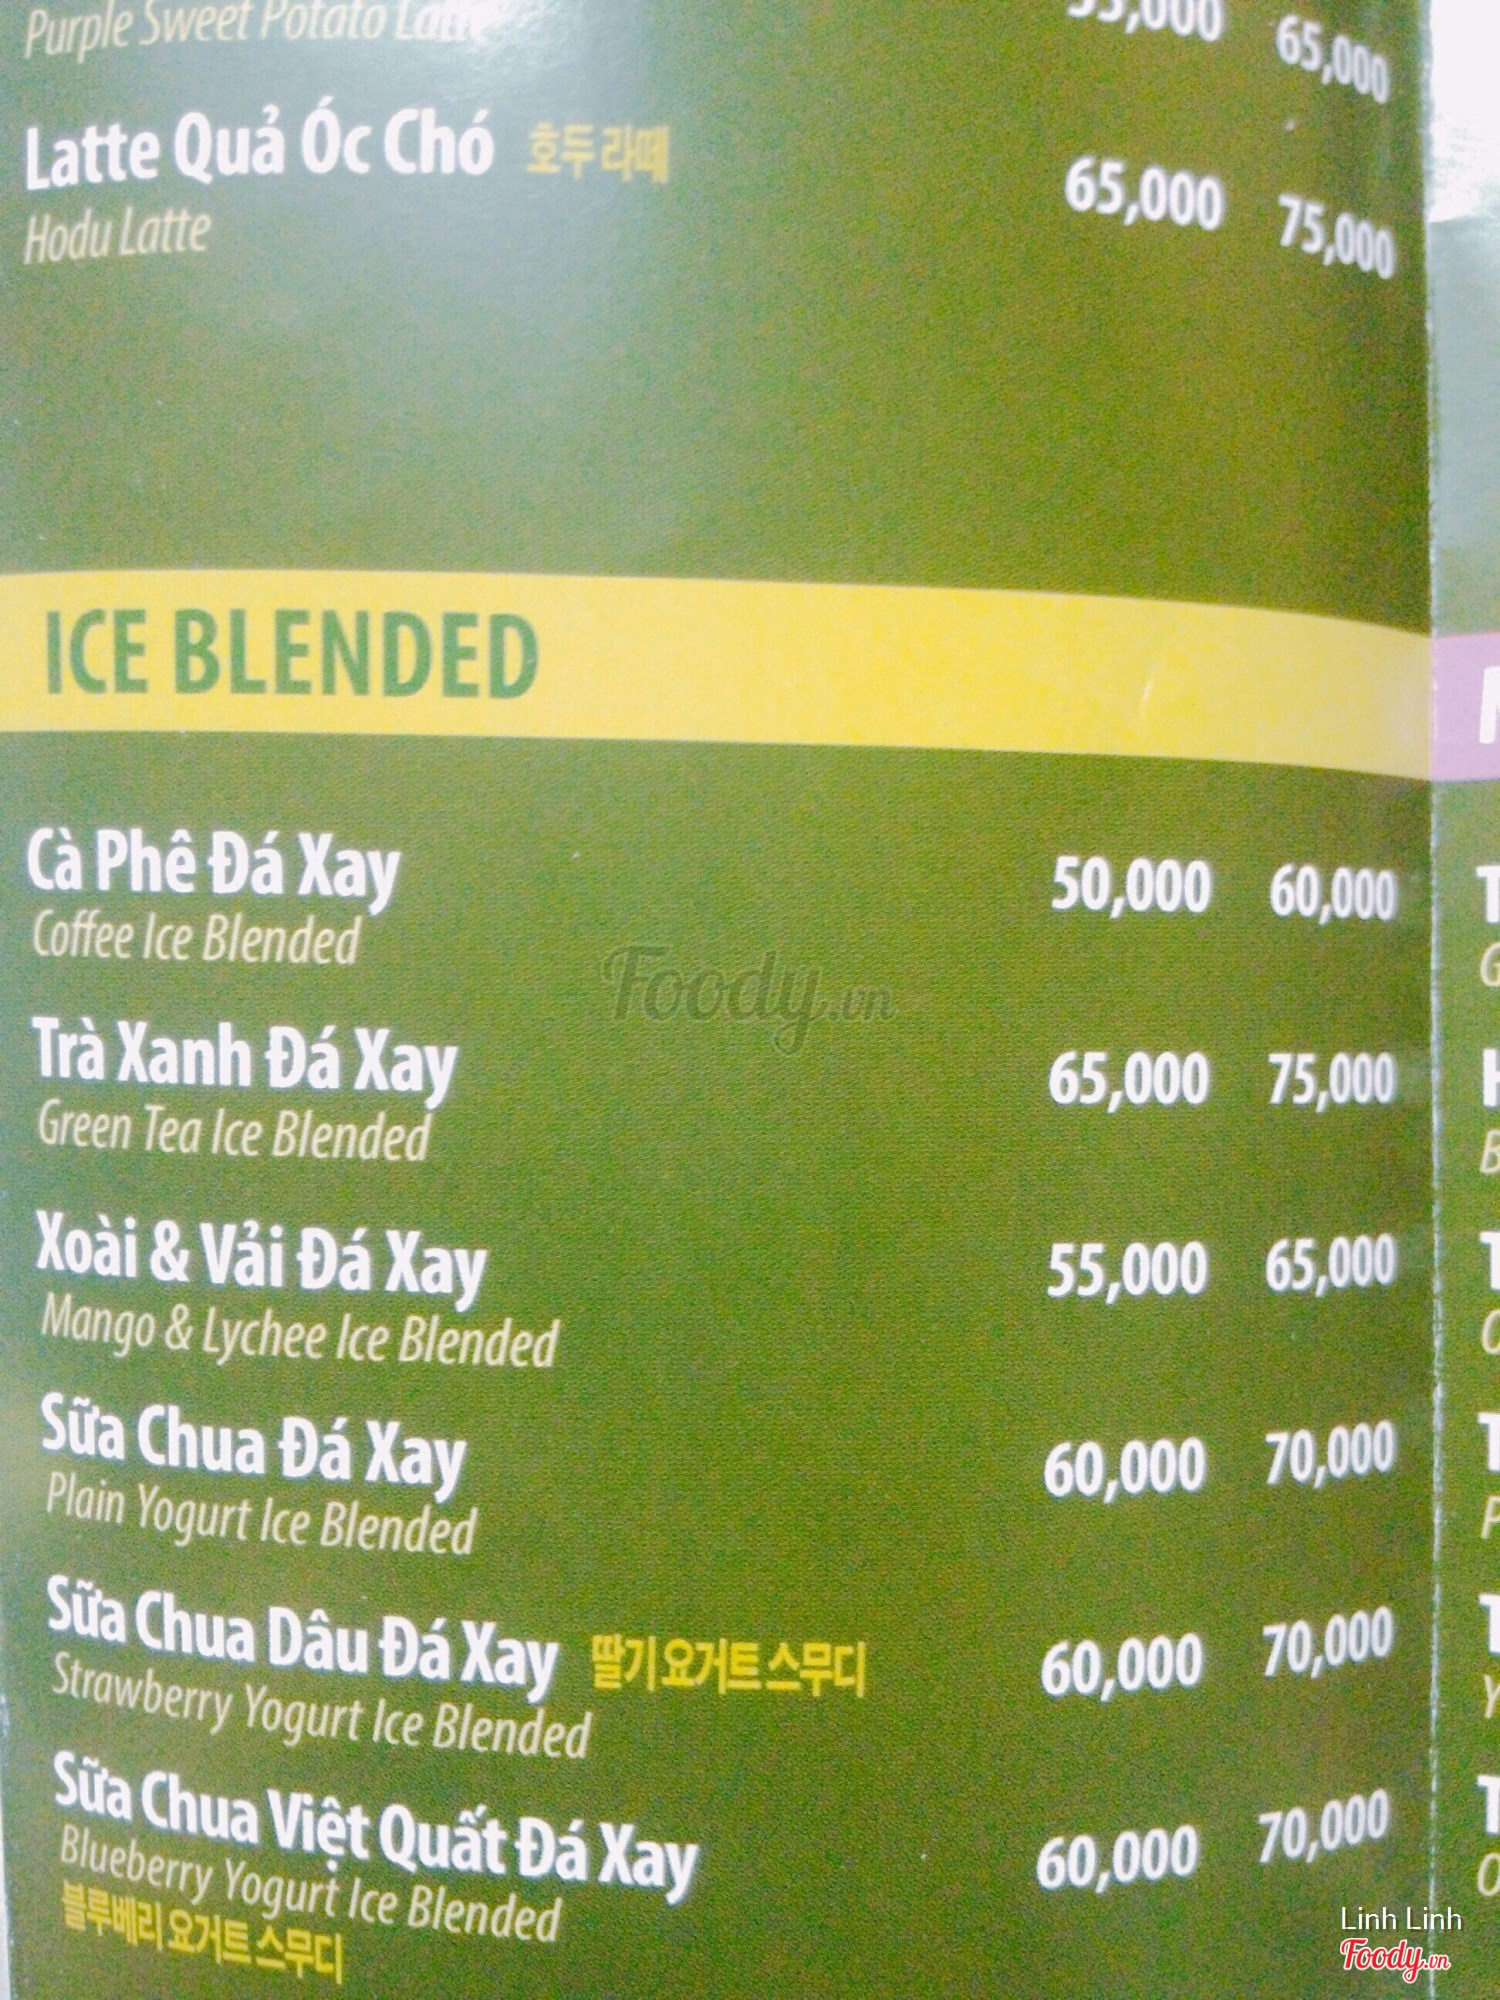 Purple Sweet Potato Latte 55,000 65,000
Latte Quả Óc Chó 호두 라떼 65,000 75,000
Hodu Latte
ICE BLENDED
Cà Phê Đá Xay 50,000 60,000
Coffee Ice Blended
Trà Xanh Đá Xay 65,000 75,000
Green Tea Ice Blended
Xoài & Vải Đá Xay 55,000 65,000
Mango & Lychee Ice Blended
Sữa Chua Đá Xay 60,000 70,000
Plain Yogurt Ice Blended
Sữa Chua Dâu Đá Xay 딸기 요거트 스무디 60,000 70,000
Strawberry Yogurt Ice Blended
Sữa Chua Việt Quất Đá Xay 60,000 70,000
Blueberry Yogurt Ice Blended
블루베리 요거트 스무디
Foody.vn
Linh Linh
Foody.vn